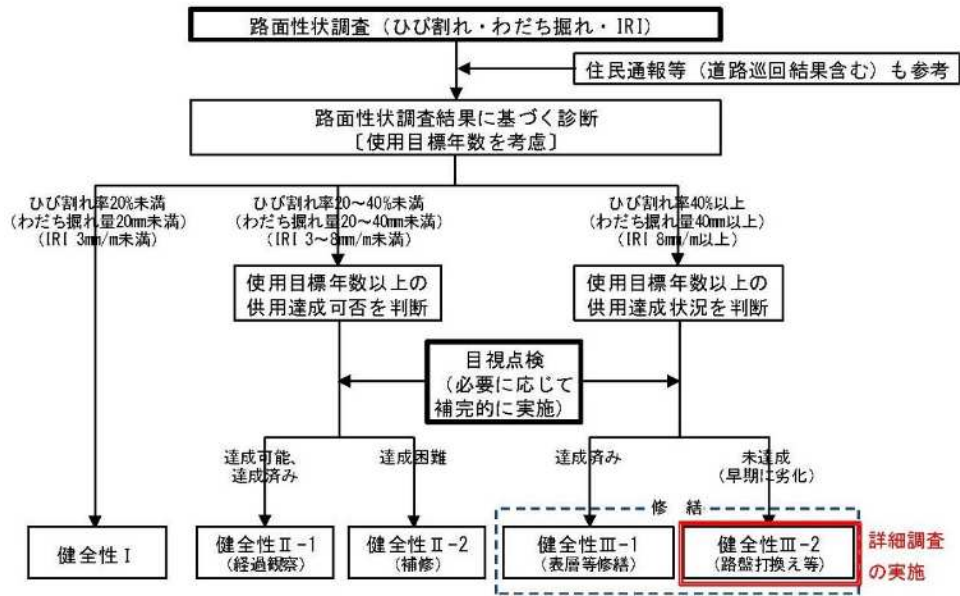 路面性状調査（ひび割れ・わだち掘れ・IRI）
住民通報等（道路巡回結果含む）も参考
路面性状調査結果に基づく診断
［使用目標年数を考慮］
ひび割れ率20%未満
（わだち掘れ量20mm未満）
（IRI 3mm/m未満）
ひび割れ率20～40%未満
（わだち掘れ量20～40mm未満）
（IRI 3～8mm/m未満）
ひび割れ率40%以上
（わだち掘れ量40mm以上）
（IRI 8mm/m以上）
使用目標年数以上の
供用達成可否を判断
使用目標年数以上の
供用達成状況を判断
目視点検
（必要に応じて
補完的に実施）
達成可能、
達成済み
達成困難
達成済み
未達成
（早期に劣化）
修 繕
健全性Ⅰ
健全性Ⅱ-1
（経過観察）
健全性Ⅱ-2
（補修）
健全性Ⅲ-1
（表層等修繕）
健全性Ⅲ-2
（路盤打換え等）
詳細調査
の実施